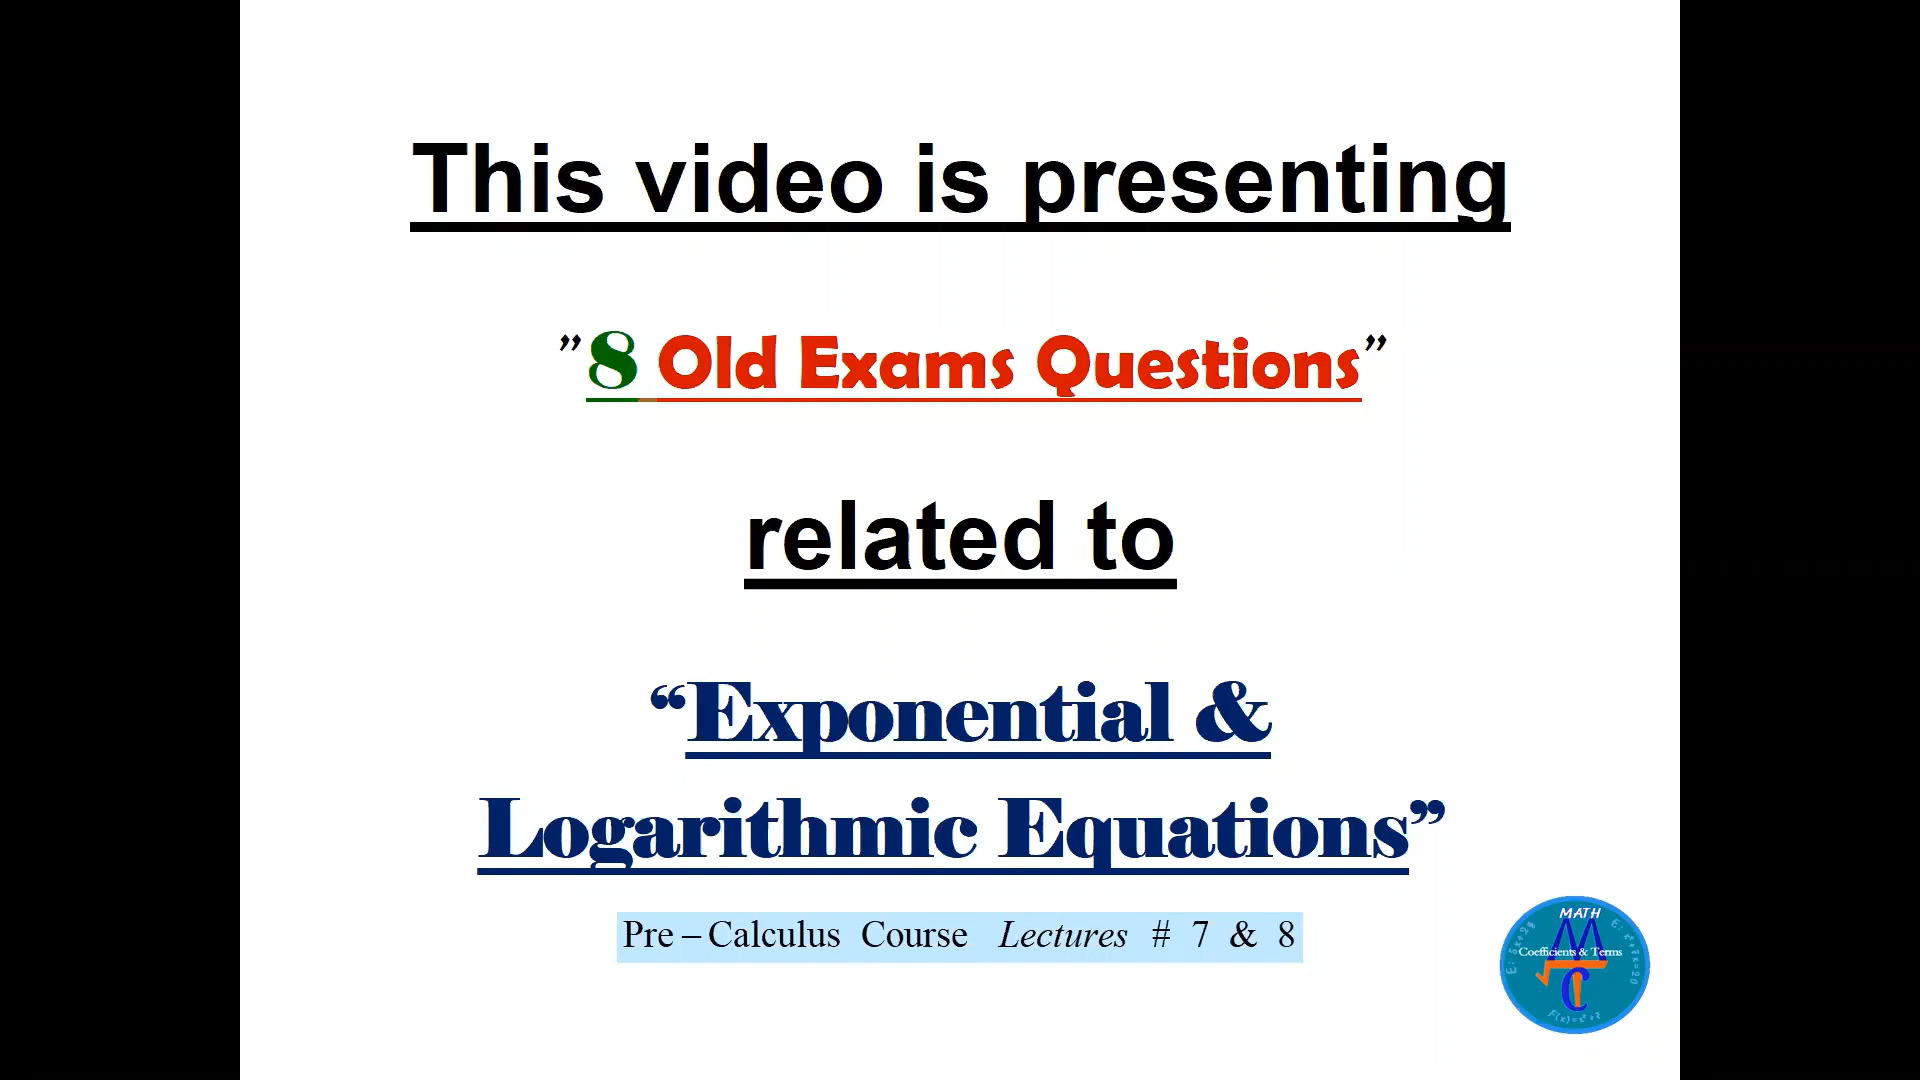 This video is presenting
”8 Old Exams Questions”
related to
“Exponential &
Logarithmic Equations”
Pre – Calculus Course Lectures # 7 & 8
MATH
Coefficients & Terms